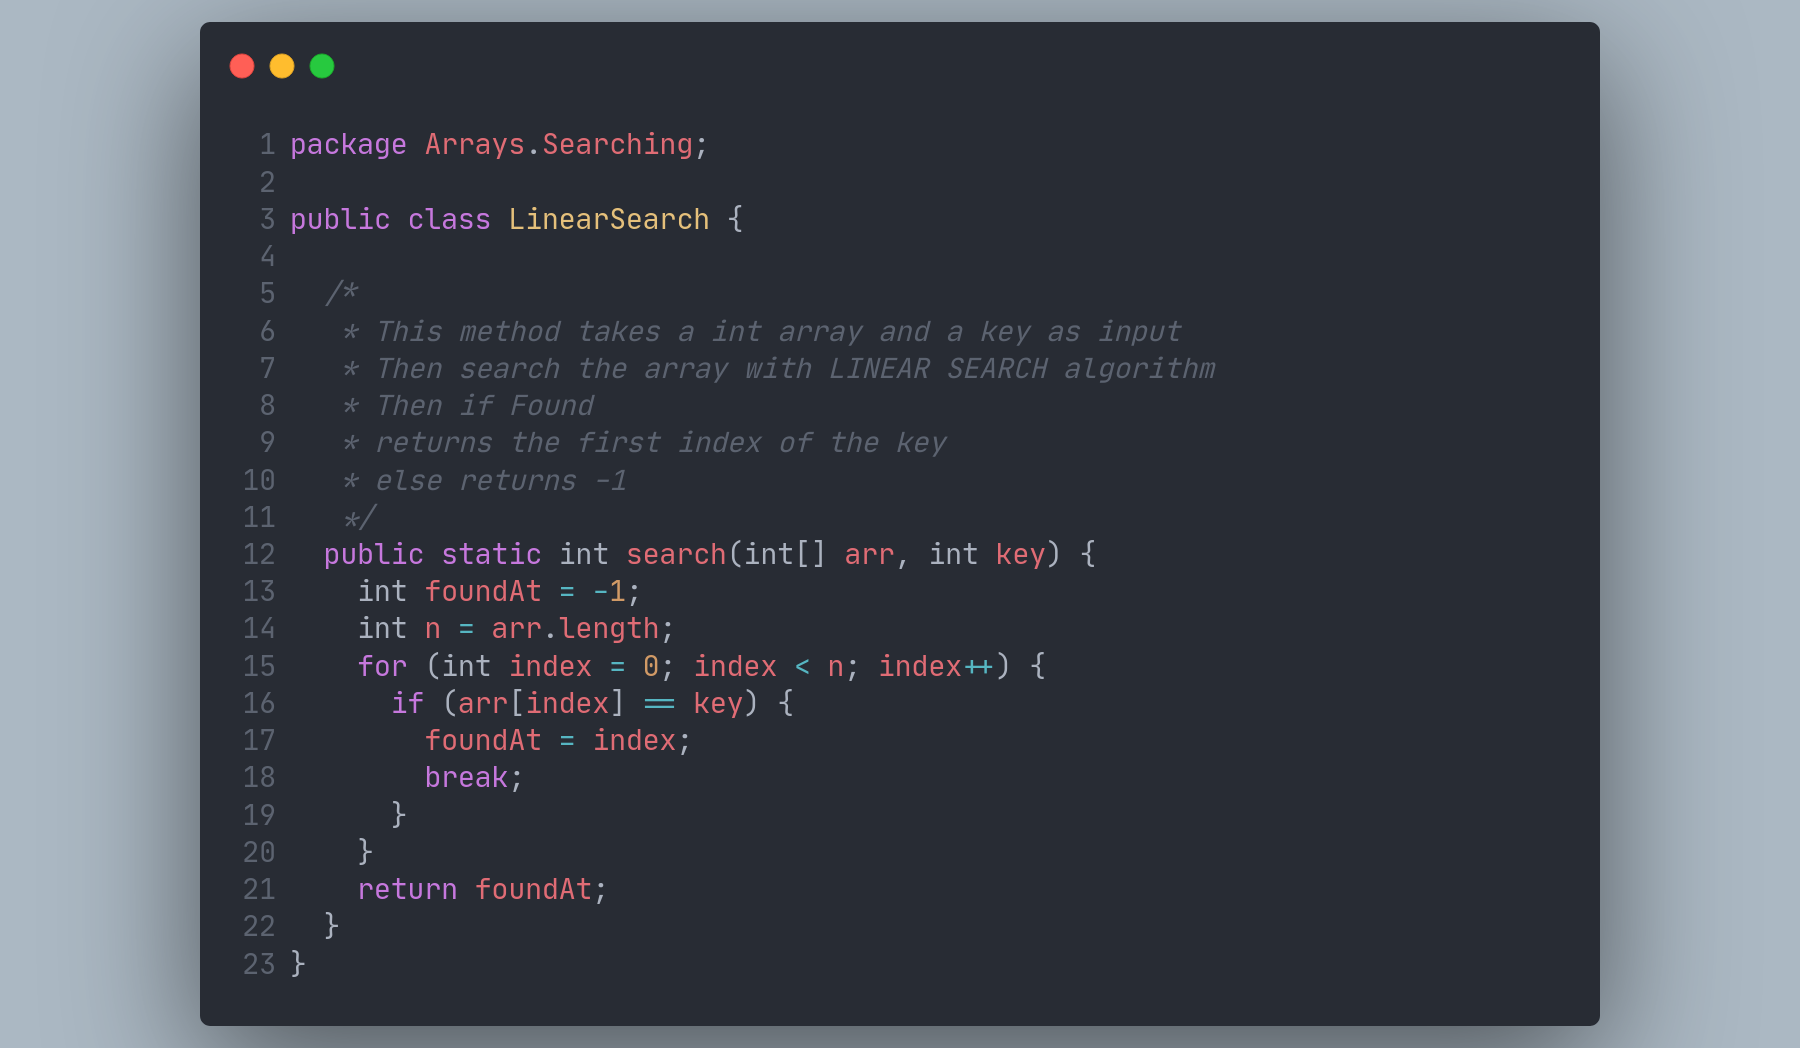 1 package Arrays.Searching;
2
3 public class LinearSearch {
4
5   /*
6    * This method takes a int array and a key as input
7    * Then search the array with LINEAR SEARCH algorithm
8    * Then if Found
9    * returns the first index of the key
10    * else returns -1
11    */
12   public static int search(int[] arr, int key) {
13     int foundAt = -1;
14     int n = arr.length;
15     for (int index = 0; index < n; index++) {
16       if (arr[index] == key) {
17         foundAt = index;
18         break;
19       }
20     }
21     return foundAt;
22   }
23 }